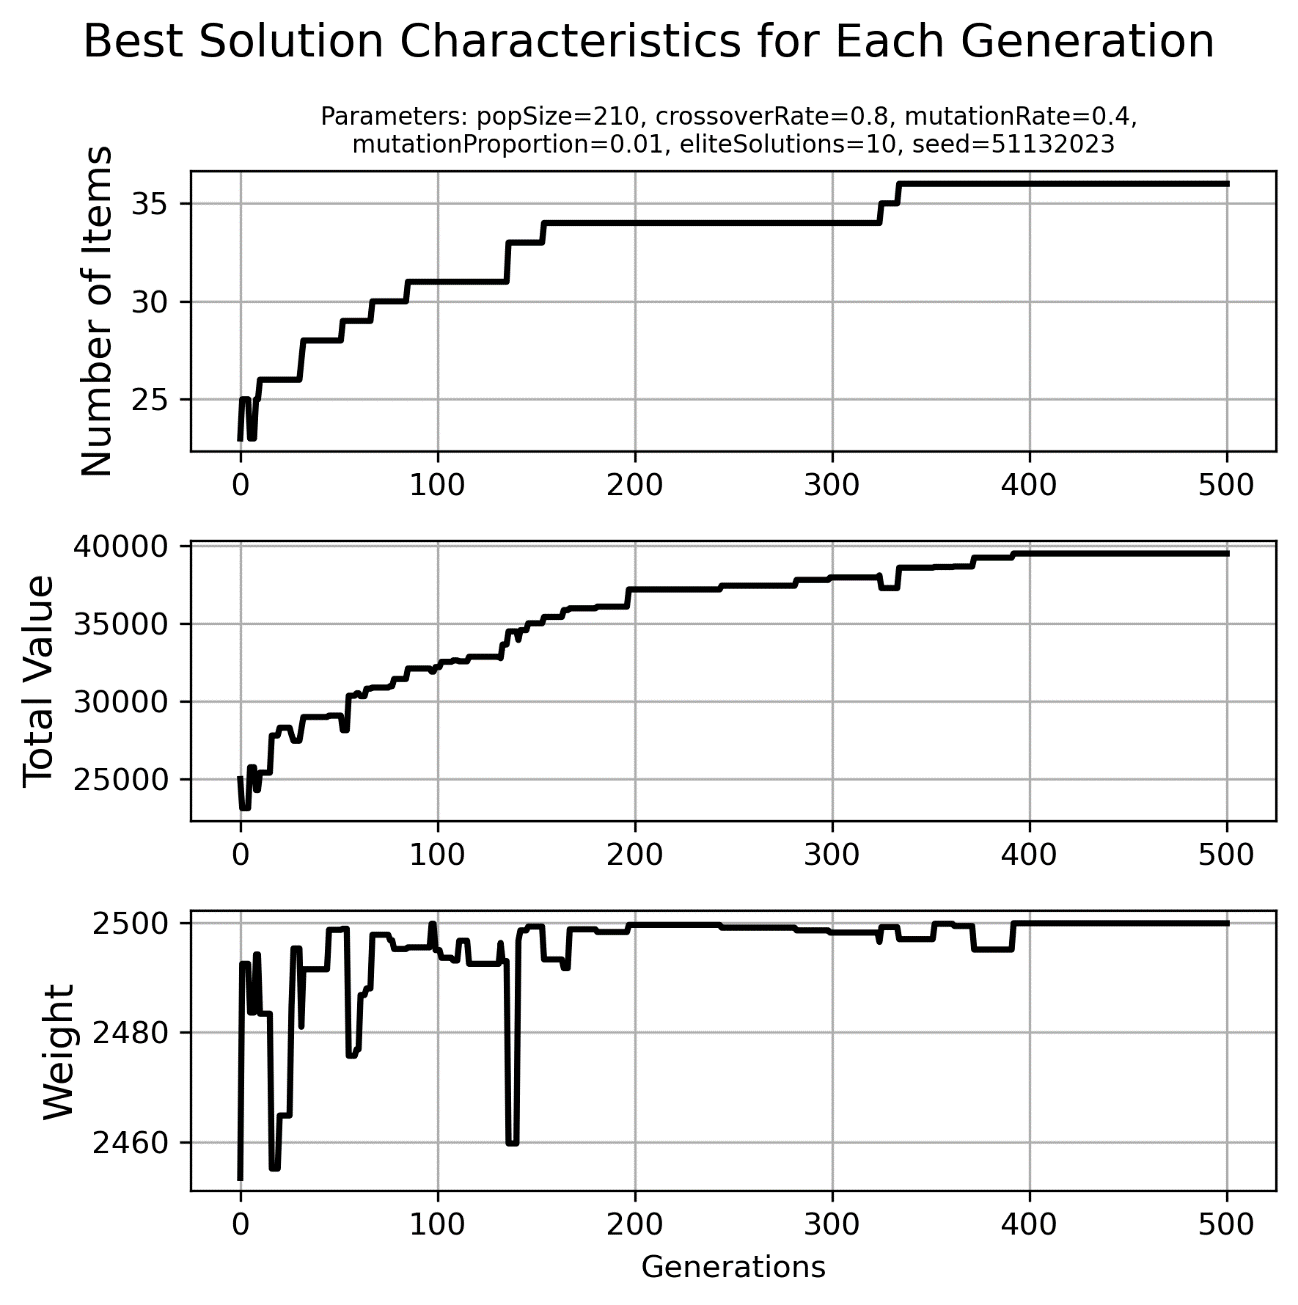 Best Solution Characteristics for Each Generation
Parameters: popSize=210, crossoverRate=0.8, mutationRate=0.4,
mutationProportion=0.01, eliteSolutions=10, seed=51132023
Number of Items
35
30
25
0 100 200 300 400 500
Total Value
40000
35000
30000
25000
0 100 200 300 400 500
Weight
2500
2480
2460
0 100 200 300 400 500
Generations